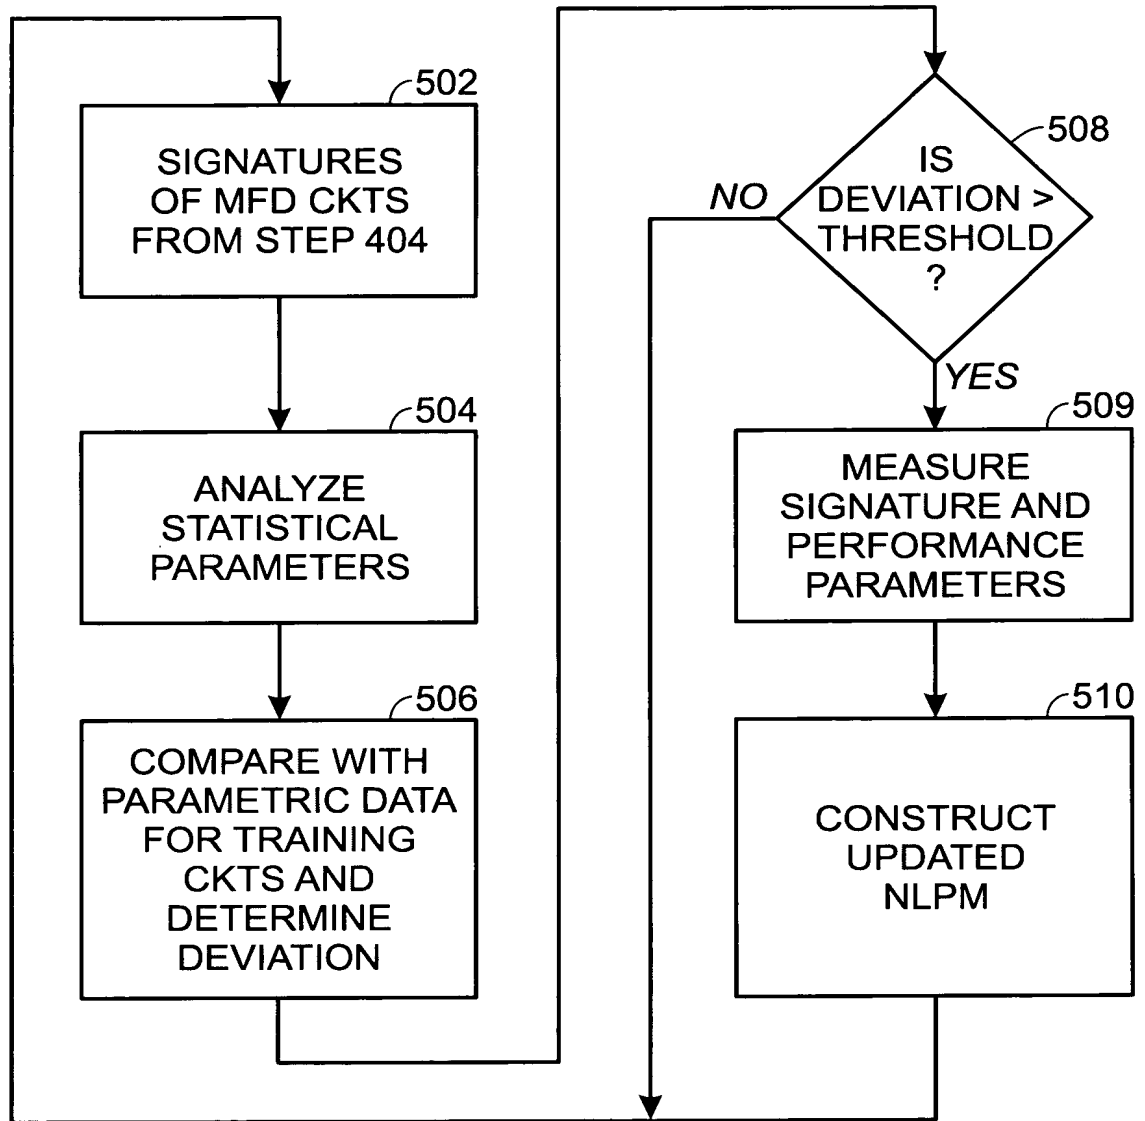 502
SIGNATURES
OF MFD CKTS
FROM STEP 404
504
ANALYZE
STATISTICAL
PARAMETERS
506
COMPARE WITH
PARAMETRIC DATA
FOR TRAINING
CKTS AND
DETERMINE
DEVIATION
508
IS
DEVIATION >
THRESHOLD
?
NO
YES
509
MEASURE
SIGNATURE AND
PERFORMANCE
PARAMETERS
510
CONSTRUCT
UPDATED
NLPM